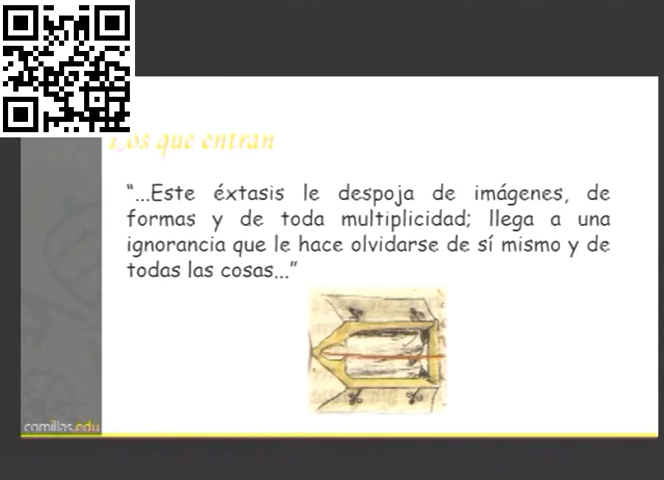 Los que entran
“...Este éxtasis le despoja de imágenes, de
formas y de toda multiplicidad; llega a una
ignorancia que le hace olvidarse de sí mismo y de
todas las cosas...”
comillas.edu